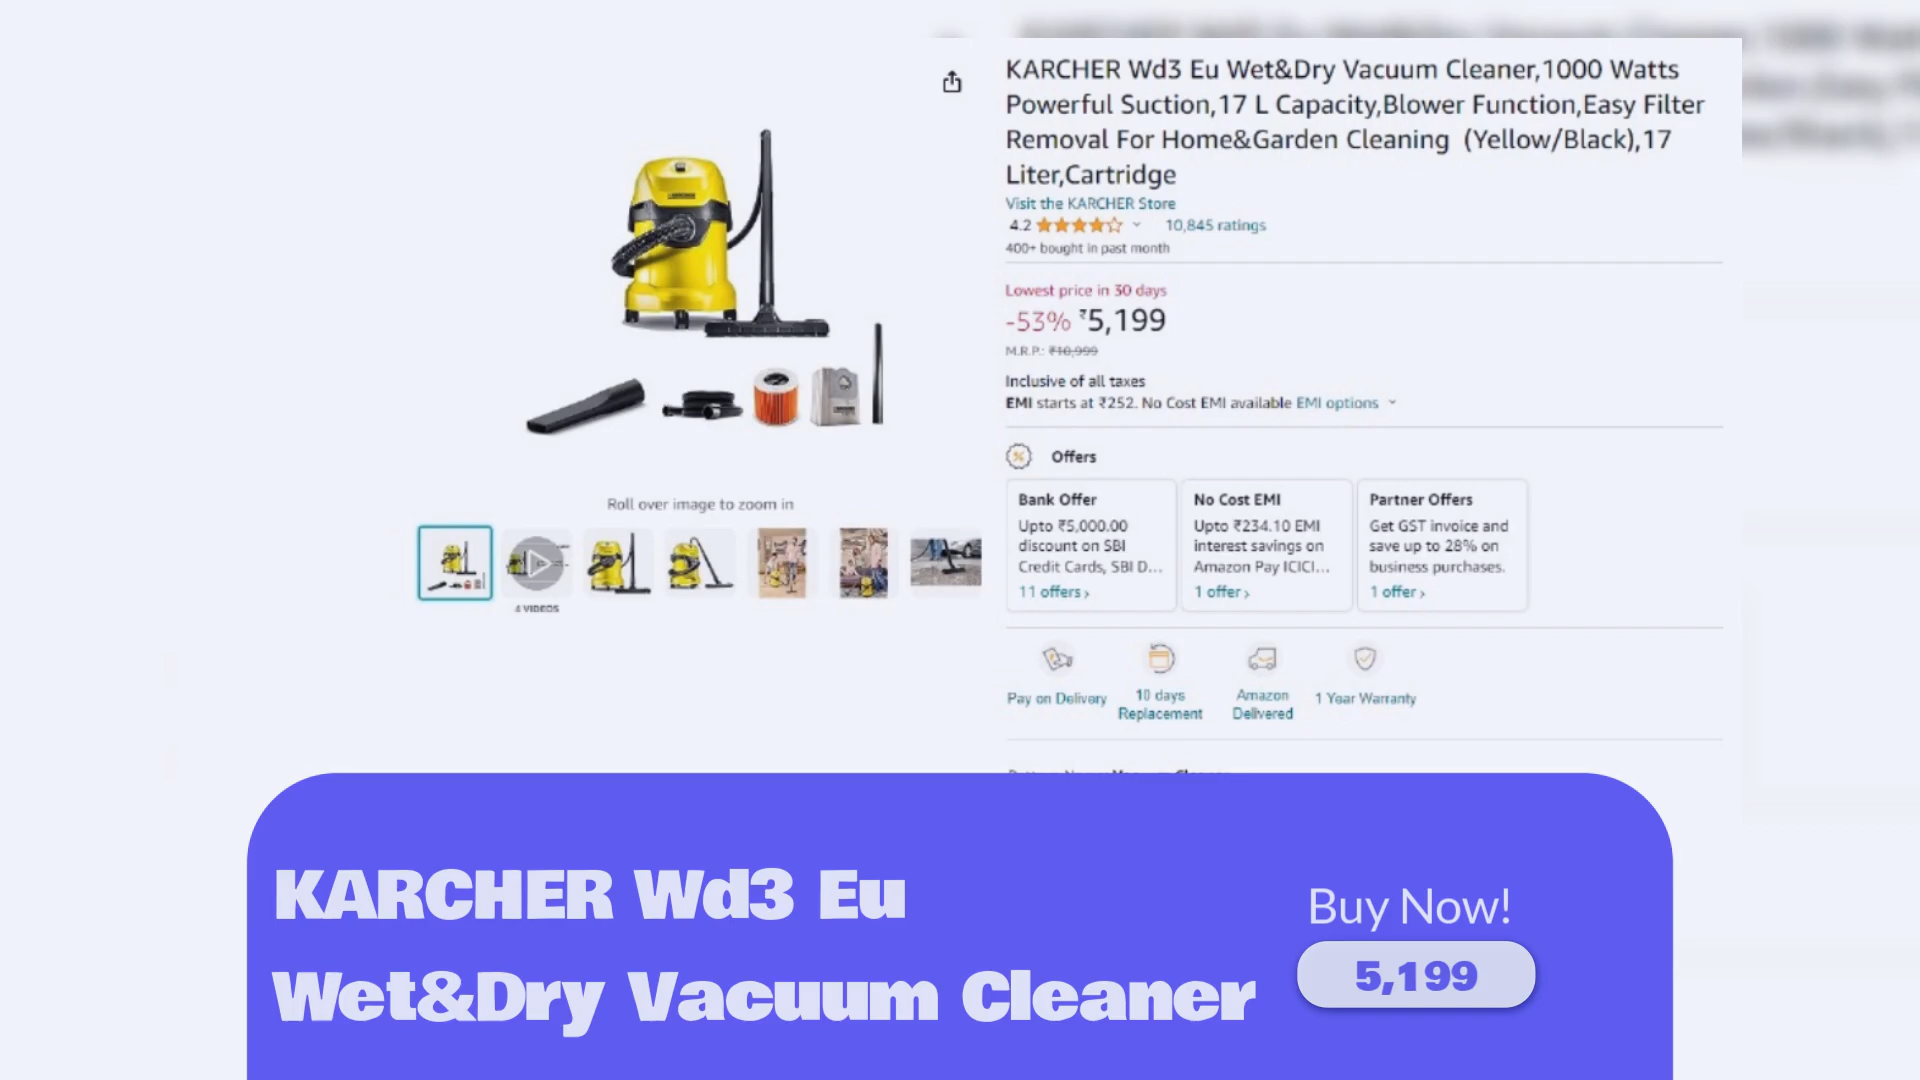 KARCHER Wd3 Eu Wet&Dry Vacuum Cleaner,1000 Watts
Powerful Suction,17 L Capacity,Blower Function,Easy Filter
Removal For Home&Garden Cleaning (Yellow/Black),17
Liter,Cartridge
Visit the KARCHER Store
4.2 10,845 ratings
400+ bought in past month
Lowest price in 30 days
-53% ₹5,199
M.R.P.: ₹10,999
Inclusive of all taxes
EMI starts at ₹252. No Cost EMI available EMI options
Roll over image to zoom in
4 VIDEOS
Offers
Bank Offer
Upto ₹5,000.00
discount on SBI
Credit Cards, SBI D...
11 offers ›
No Cost EMI
Upto ₹234.10 EMI
interest savings on
Amazon Pay ICICI...
1 offer ›
Partner Offers
Get GST invoice and
save up to 28% on
business purchases.
1 offer ›
Pay on Delivery
10 days
Replacement
Amazon
Delivered
1 Year Warranty
KARCHER Wd3 Eu
Wet&Dry Vacuum Cleaner
Buy Now!
5,199